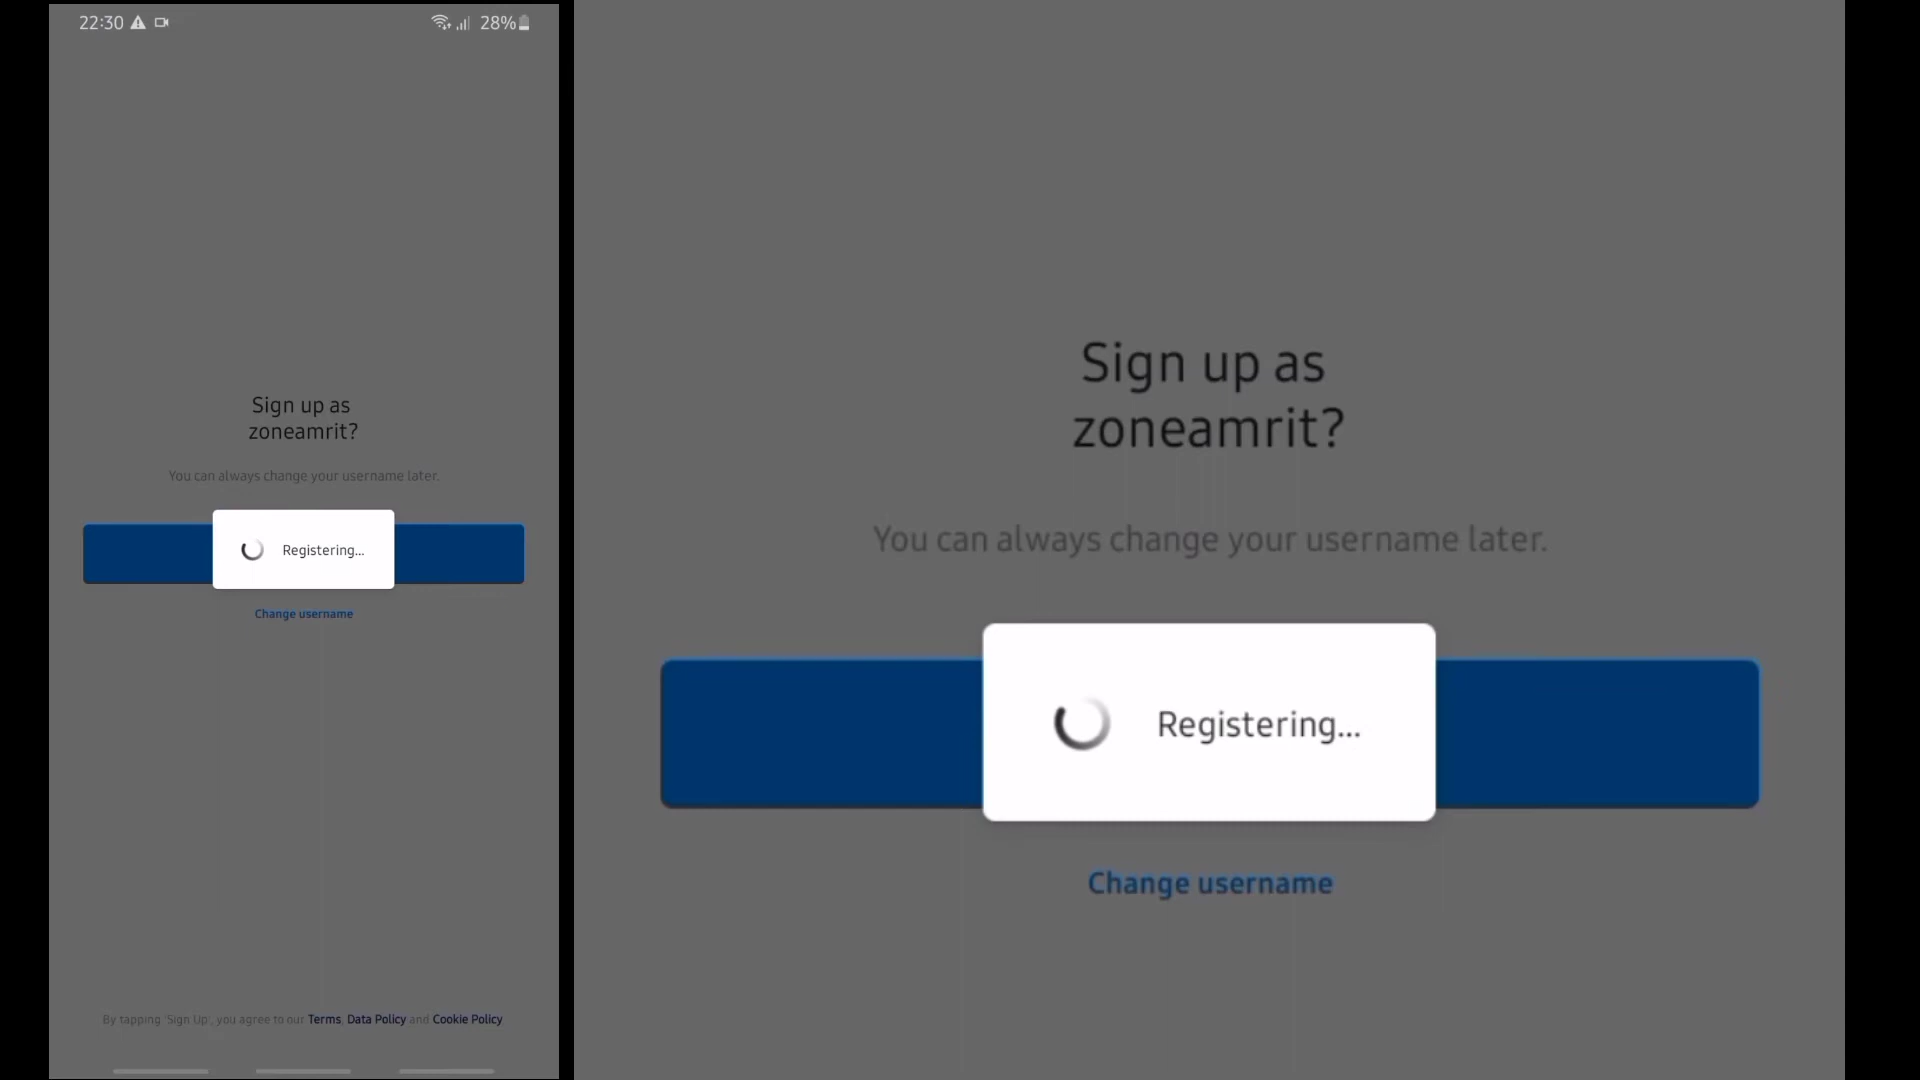 22:30
28%
Sign up as
zoneamrit?
You can always change your username later.
Registering...
Change username
By tapping 'Sign Up', you agree to our Terms, Data Policy and Cookie Policy
Sign up as
zoneamrit?
You can always change your username later.
Registering...
Change username